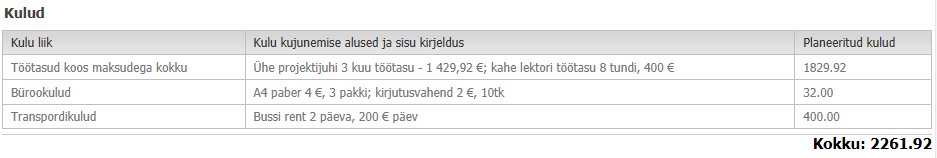 Kulud
Kulu liik Kulu kujunemise alused ja sisu kirjeldus Planeeritud kulud
Töötasud koos maksudega kokku Ühe projektijuhi 3 kuu töötasu - 1 429,92 €; kahe lektori töötasu 8 tundi, 400 € 1829.92
Bürookulud A4 paber 4 €, 3 pakki; kirjutusvahend 2 €, 10tk 32.00
Transpordikulud Bussi rent 2 päeva, 200 € päev 400.00
Kokku: 2261.92